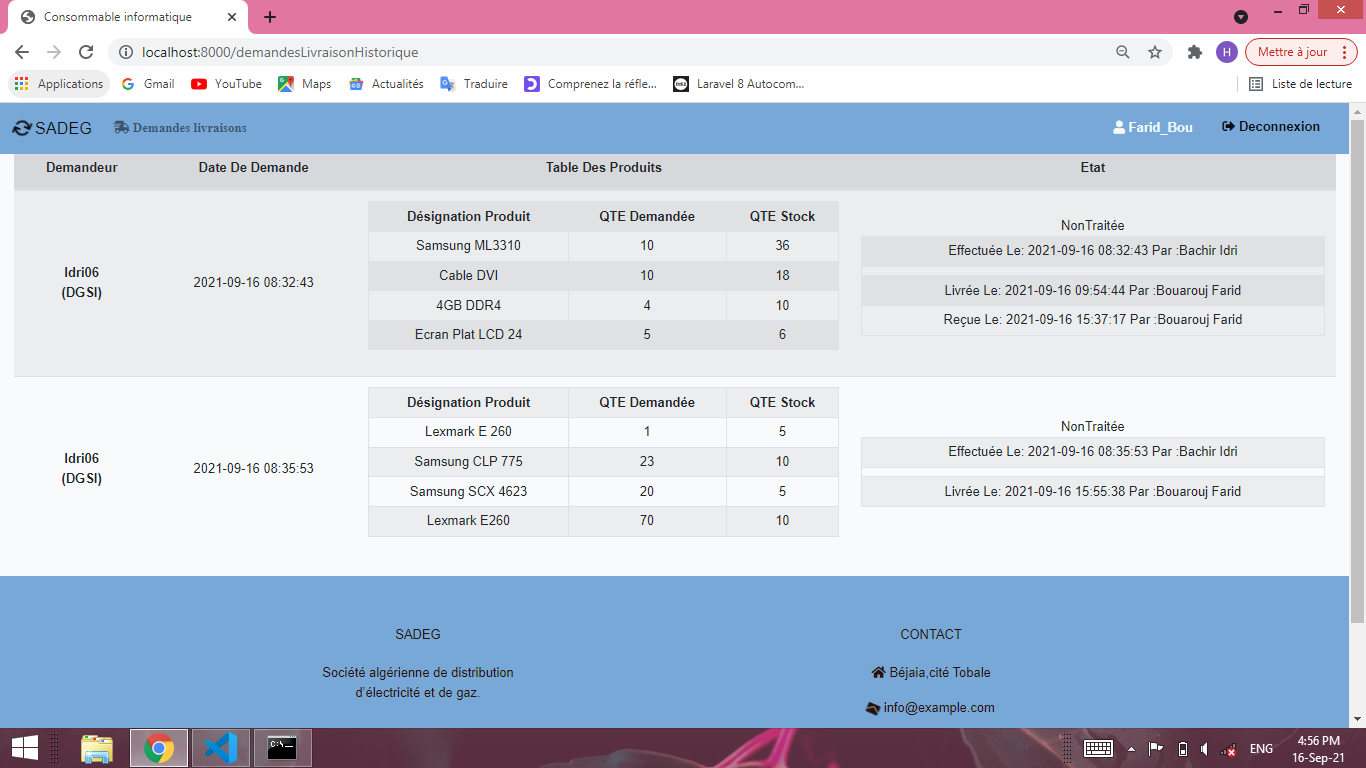 Consommable informatique
localhost:8000/demandesLivraisonHistorique
H
Mettre à jour
Applications
Gmail
YouTube
Maps
Actualités
Traduire
Comprenez la réfle...
Laravel 8 Autocom...
Liste de lecture
SADEG
Demandes livraisons
Farid_Bou
Deconnexion
Demandeur Date De Demande Table Des Produits Etat
Idri06
(DGSI)
2021-09-16 08:32:43
Désignation Produit QTE Demandée QTE Stock
Samsung ML3310 10 36
Cable DVI 10 18
4GB DDR4 4 10
Ecran Plat LCD 24 5 6
NonTraitée
Effectuée Le: 2021-09-16 08:32:43 Par :Bachir Idri
Livrée Le: 2021-09-16 09:54:44 Par :Bouarouj Farid
Reçue Le: 2021-09-16 15:37:17 Par :Bouarouj Farid
Idri06
(DGSI)
2021-09-16 08:35:53
Désignation Produit QTE Demandée QTE Stock
Lexmark E 260 1 5
Samsung CLP 775 23 10
Samsung SCX 4623 20 5
Lexmark E260 70 10
NonTraitée
Effectuée Le: 2021-09-16 08:35:53 Par :Bachir Idri
Livrée Le: 2021-09-16 15:55:38 Par :Bouarouj Farid
SADEG
Société algérienne de distribution
d'électricité et de gaz.
CONTACT
Béjaia,cité Tobale
info@example.com
ENG
4:56 PM
16-Sep-21